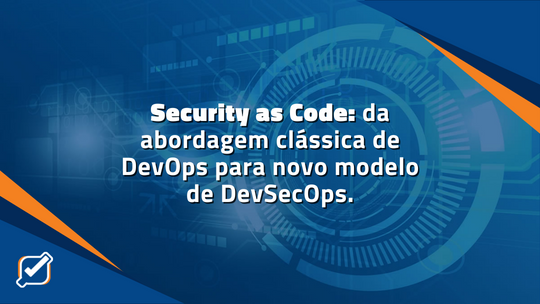 Security as Code: da
abordagem clássica de
DevOps para novo modelo
de DevSecOps.